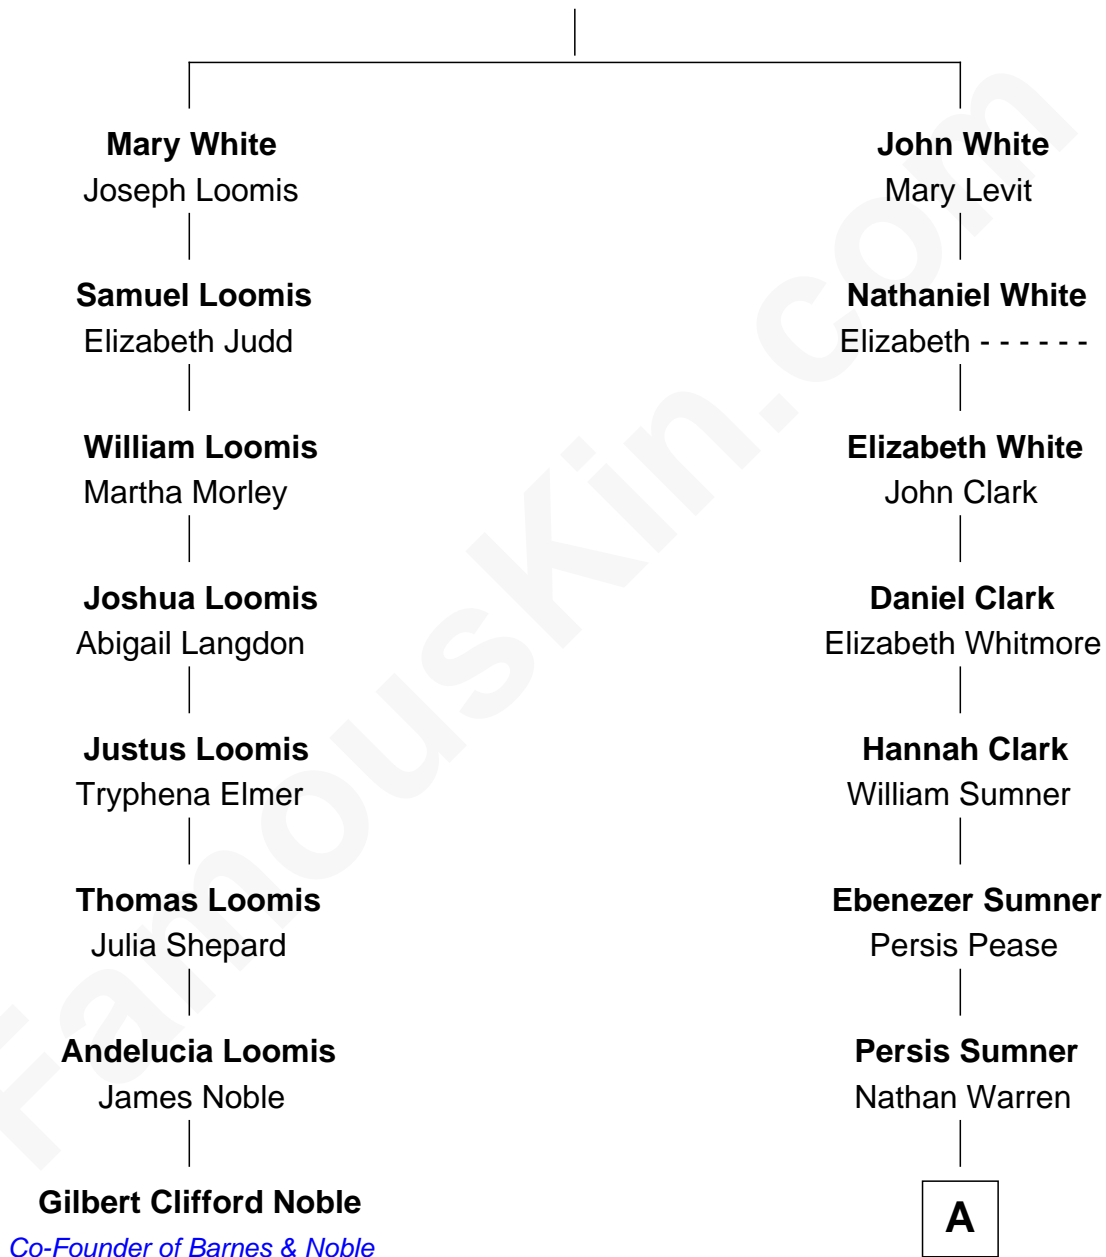 Mary White
Joseph Loomis
Samuel Loomis
Elizabeth Judd
William Loomis
Martha Morley
Joshua Loomis
Abigail Langdon
Justus Loomis
Tryphena Elmer
Thomas Loomis
Julia Shepard
Andelucia Loomis
James Noble
Gilbert Clifford Noble
Co-Founder of Barnes & Noble
John White
Mary Levit
Nathaniel White
Elizabeth - - - - - -
Elizabeth White
John Clark
Daniel Clark
Elizabeth Whitmore
Hannah Clark
William Sumner
Ebenezer Sumner
Persis Pease
Persis Sumner
Nathan Warren
A
FamousKin.com